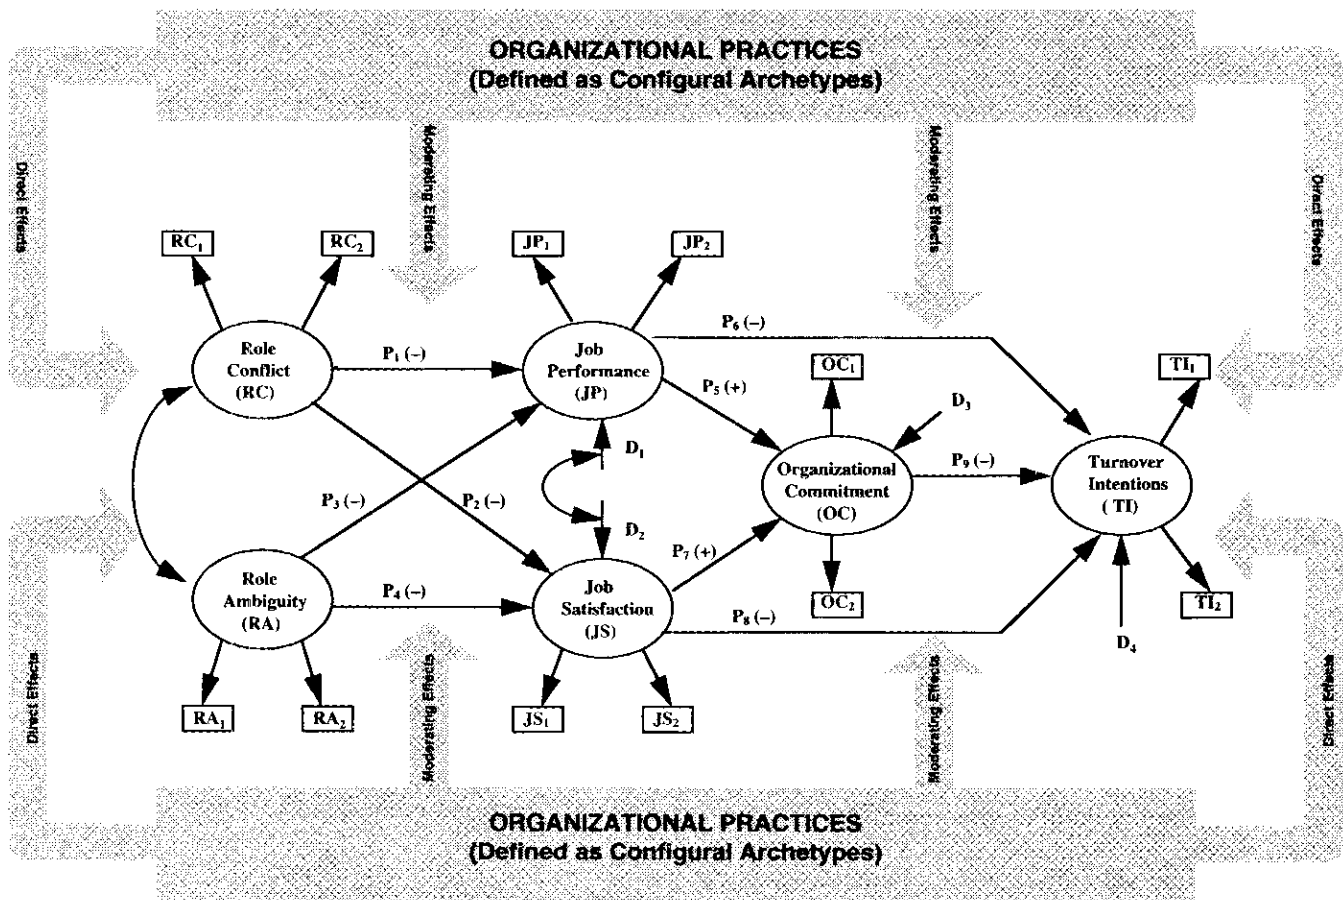 ORGANIZATIONAL PRACTICES
(Defined as Configural Archetypes)
Direct Effects
Moderating Effects
Moderating Effects
Direct Effects
RC₁
RC₂
JP₁
JP₂
Role
Conflict
(RC)
P₁ (–)
Job
Performance
(JP)
P₆ (–)
P₅ (+)
OC₁
D₃
TI₁
P₃ (–)
P₂ (–)
D₁
D₂
Organizational
Commitment
(OC)
P₉ (–)
Turnover
Intentions
( TI)
Role
Ambiguity
(RA)
P₄ (–)
Job
Satisfaction
(JS)
P₇ (+)
P₈ (–)
OC₂
TI₂
D₄
RA₁
RA₂
JS₁
JS₂
Direct Effects
Moderating Effects
Moderating Effects
Direct Effects
ORGANIZATIONAL PRACTICES
(Defined as Configural Archetypes)